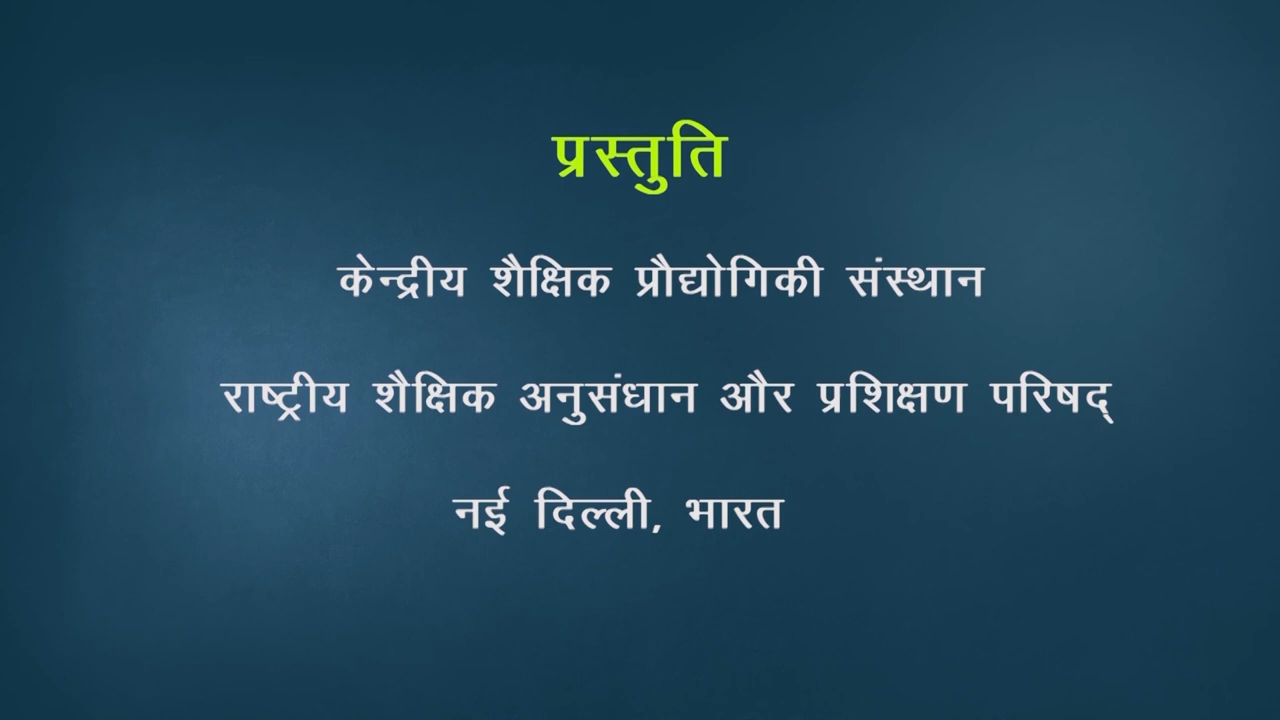 प्रस्तुति
केन्द्रीय शैक्षिक प्रौद्योगिकी संस्थान
राष्ट्रीय शैक्षिक अनुसंधान और प्रशिक्षण परिषद्
नई दिल्ली, भारत